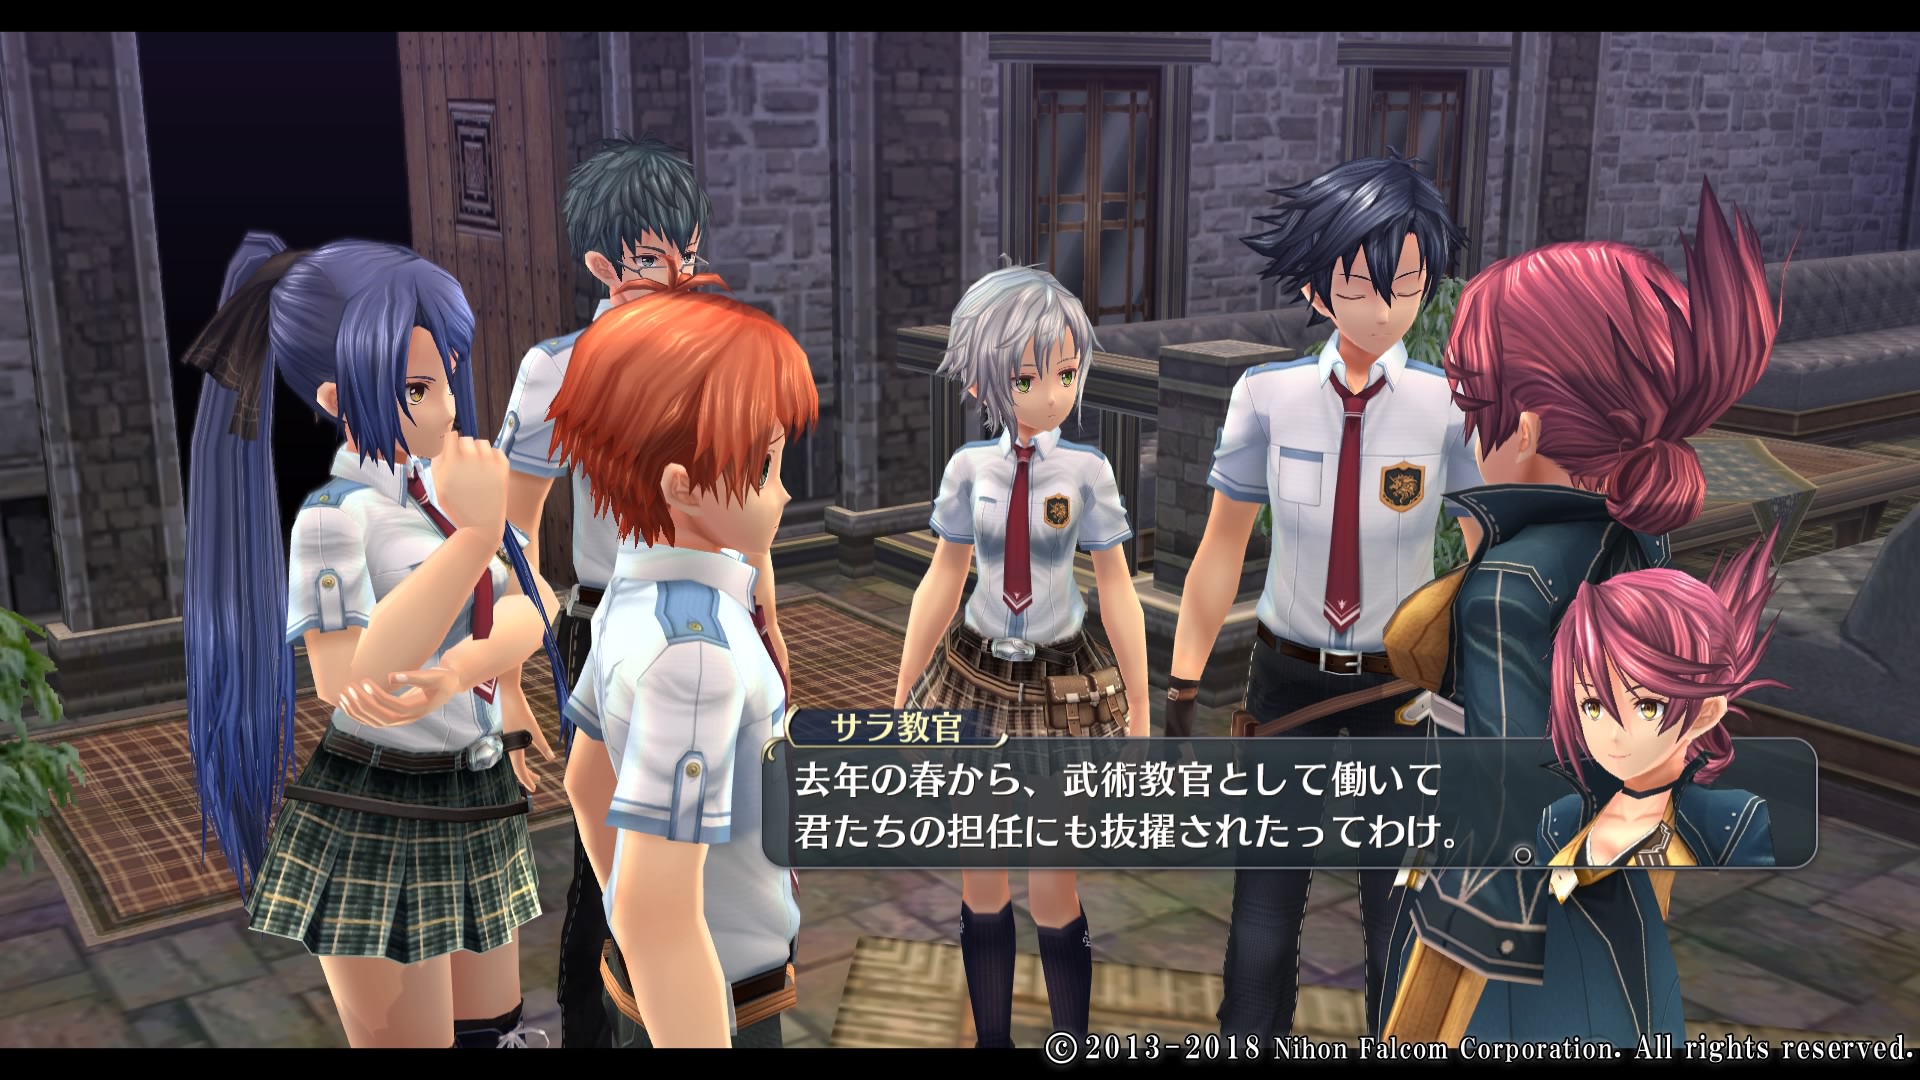 サラ教官
去年の春から、武術教官として働いて
君たちの担任にも抜擢されたってわけ。
©2013-2018 Nihon Falcom Corporation. All rights reserved.